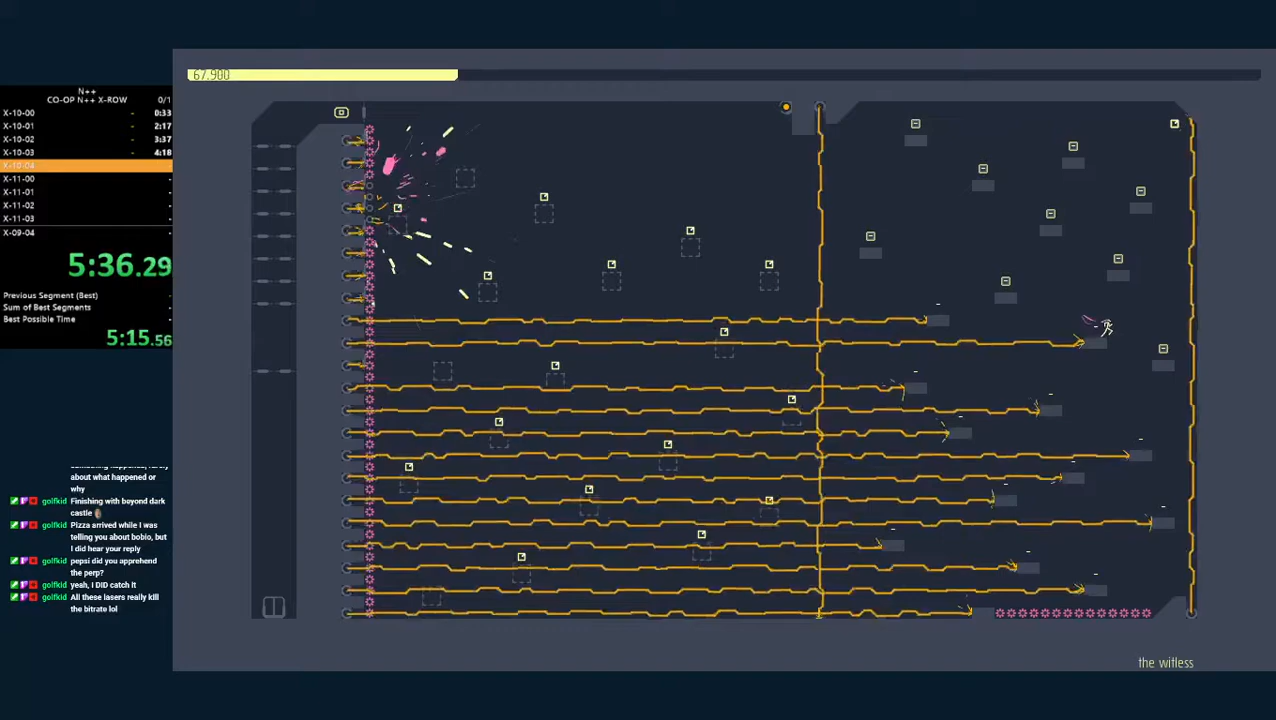 67.900
N++
CO-OP N++ X-ROW 0/1
X-10-00 - 0:33
X-10-01 - 2:17
X-10-02 - 3:37
X-10-03 - 4:18
X-10-04
X-11-00 -
X-11-01 -
X-11-02 -
X-11-03 -
X-09-04 -
5:36.29
Previous Segment (Best) -
Sum of Best Segments -
Best Possible Time -
5:15.56
about what happened or
why
golfkid Finishing with beyond dark
castle
golfkid Pizza arrived while I was
telling you about bobio, but
I did hear your reply
golfkid pepsi did you apprehend
the perp?
golfkid yeah, I DID catch it
golfkid All these lasers really kill
the bitrate lol
the witless